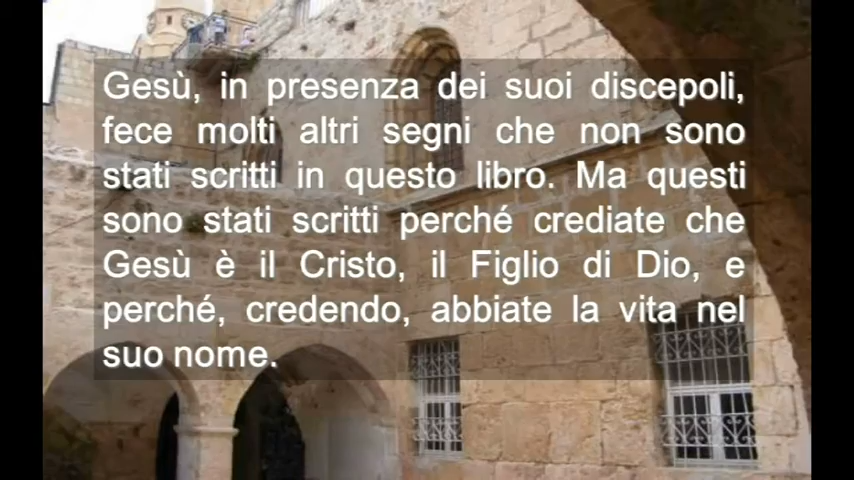 Gesù, in presenza dei suoi discepoli,
fece molti altri segni che non sono
stati scritti in questo libro. Ma questi
sono stati scritti perché crediate che
Gesù è il Cristo, il Figlio di Dio, e
perché, credendo, abbiate la vita nel
suo nome.